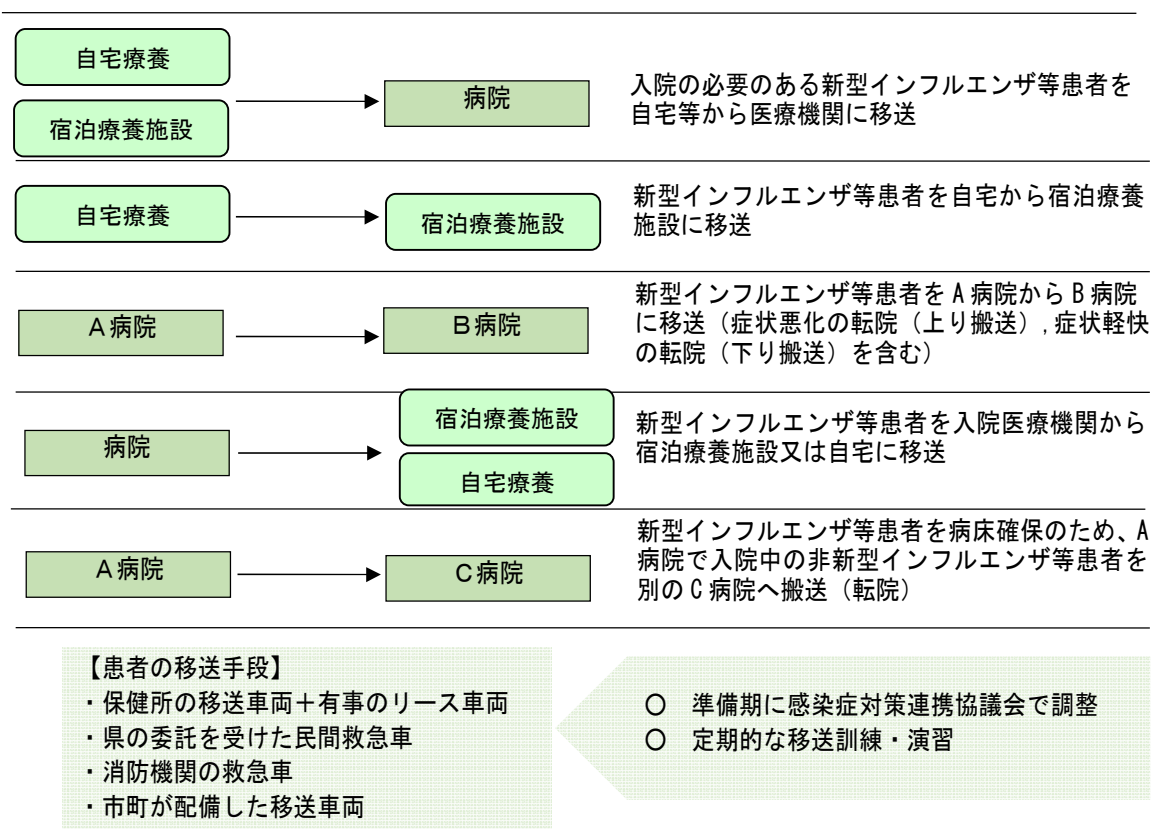 自宅療養
宿泊療養施設
病院
入院の必要のある新型インフルエンザ等患者を
自宅等から医療機関に移送
自宅療養
宿泊療養施設
新型インフルエンザ等患者を自宅から宿泊療養
施設に移送
A病院
B病院
新型インフルエンザ等患者をA病院からB病院
に移送(症状悪化の転院(上り搬送),症状軽快
の転院(下り搬送)を含む)
病院
宿泊療養施設
自宅療養
新型インフルエンザ等患者を入院医療機関から
宿泊療養施設又は自宅に移送
A病院
C病院
新型インフルエンザ等患者を病床確保のため、A
病院で入院中の非新型インフルエンザ等患者を
別のC病院へ搬送(転院)
【患者の移送手段】
・保健所の移送車両+有事のリース車両
・県の委託を受けた民間救急車
・消防機関の救急車
・市町が配備した移送車両
〇 準備期に感染症対策連携協議会で調整
〇 定期的な移送訓練・演習